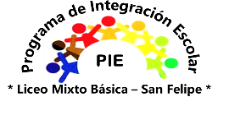 Programa de Integración Escolar
PIE
* Liceo Mixto Básica – San Felipe *